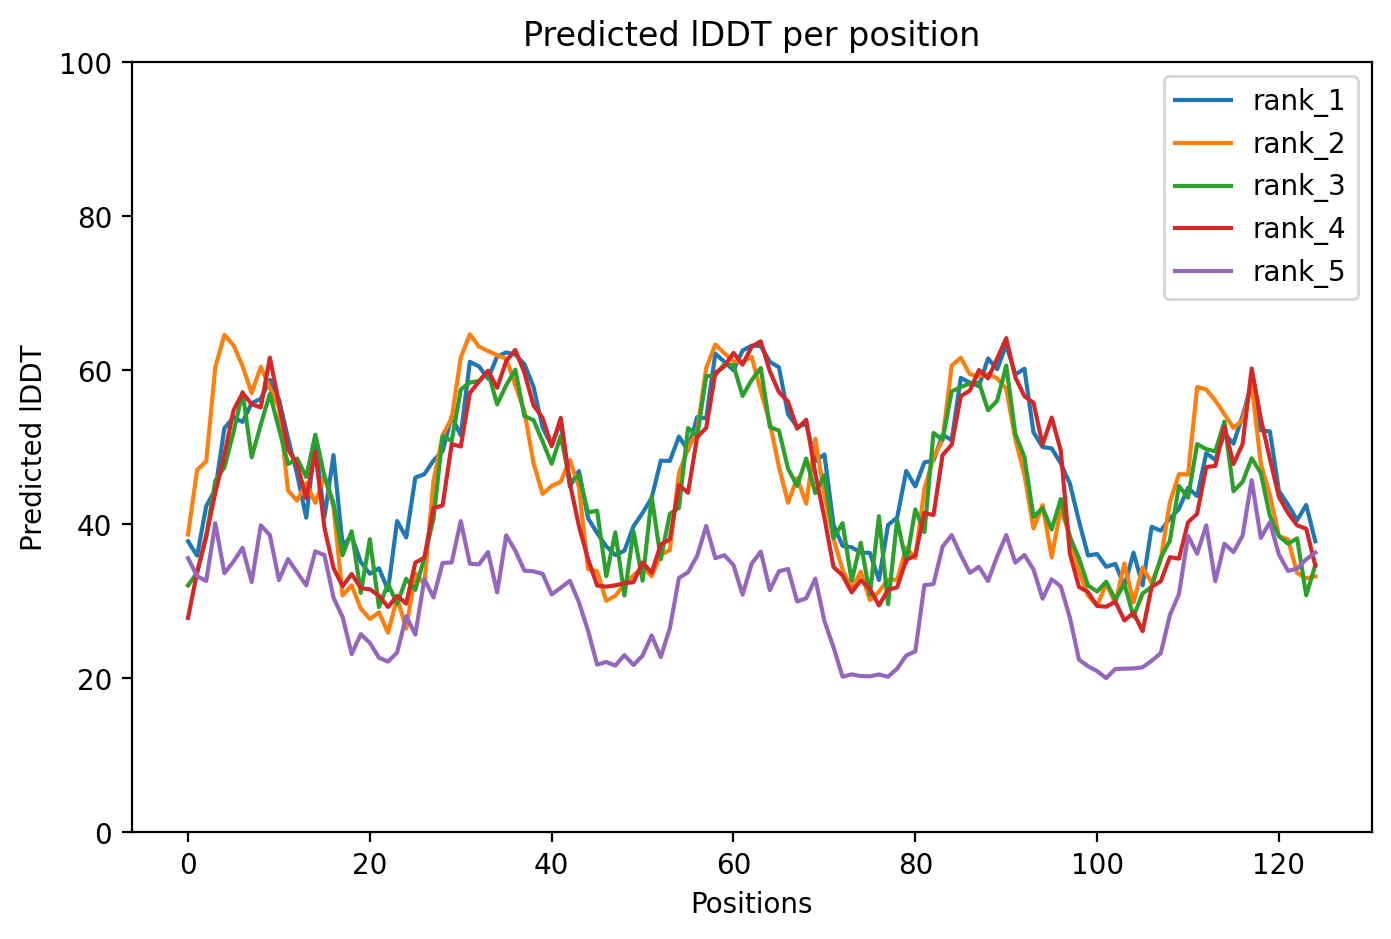 Predicted lDDT per position
100
80
60
40
20
0
Predicted lDDT
rank_1
rank_2
rank_3
rank_4
rank_5
0 20 40 60 80 100 120
Positions